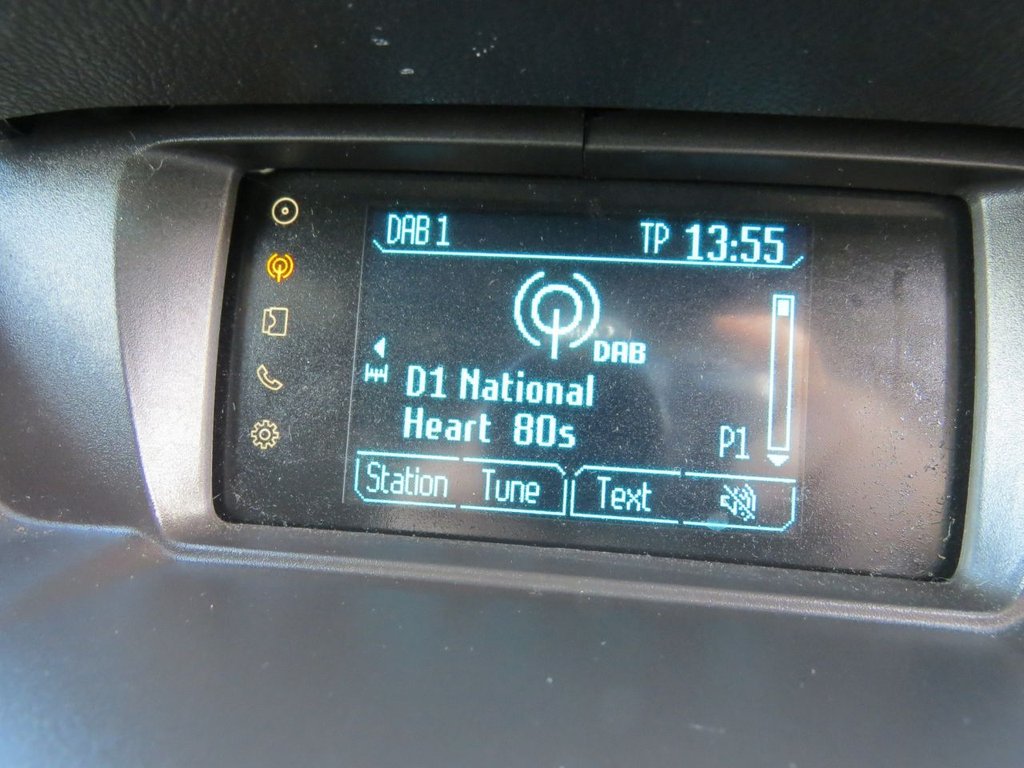 DAB 1 TP 13:55
DAB
D1 National
Heart 80s
P1
Station Tune Text